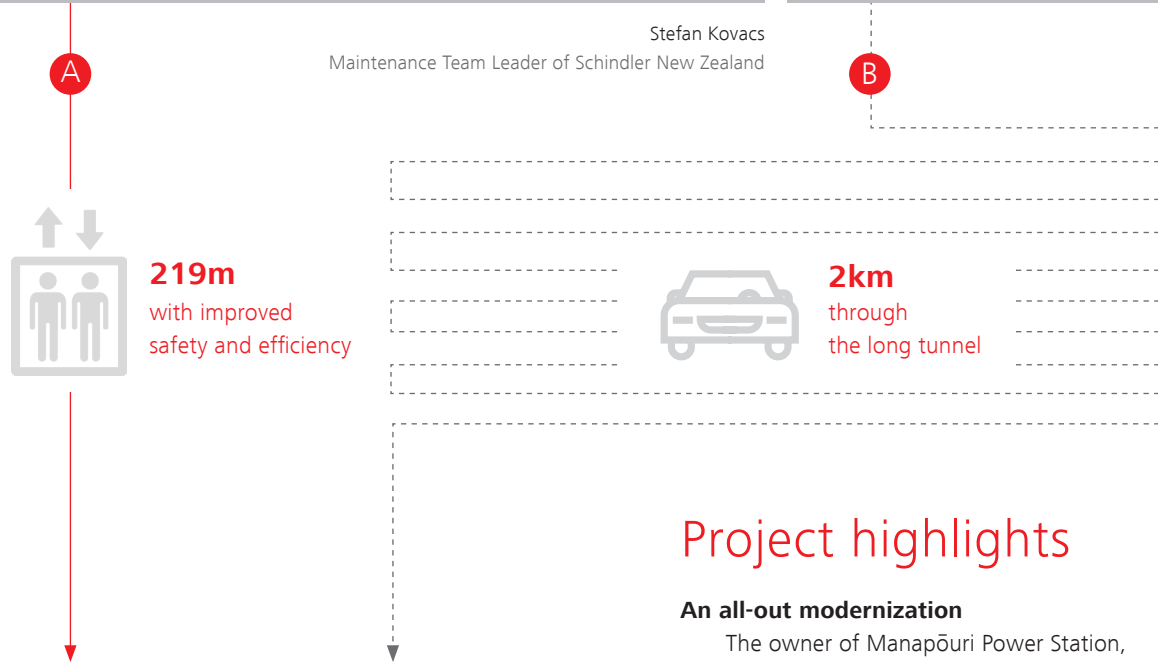 Stefan Kovacs
Maintenance Team Leader of Schindler New Zealand
A
B
219m
with improved
safety and efficiency
2km
through
the long tunnel
Project highlights
An all-out modernization
The owner of Manapōuri Power Station,